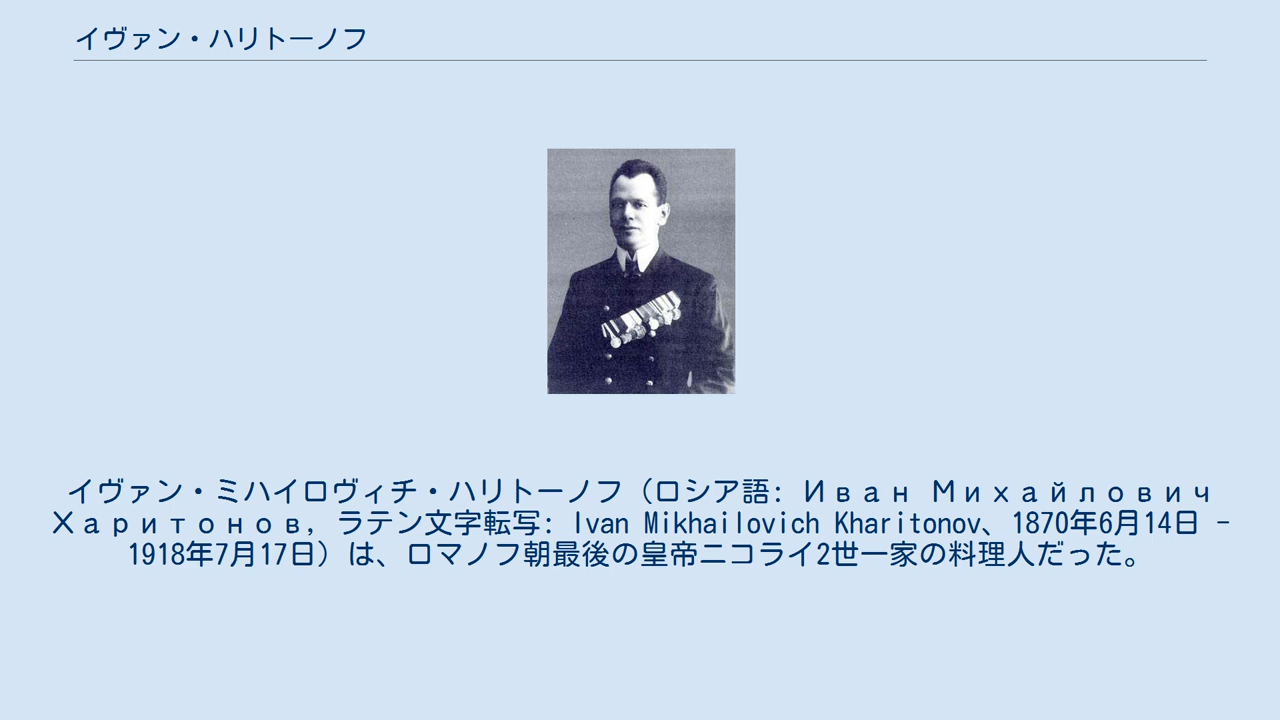 イヴァン・ハリトーノフ
イヴァン・ミハイロヴィチ・ハリトーノフ（ロシア語: Иван Михайлович
Харитонов, ラテン文字転写: Ivan Mikhailovich Kharitonov、1870年6月14日 -
1918年7月17日）は、ロマノフ朝最後の皇帝ニコライ2世一家の料理人だった。